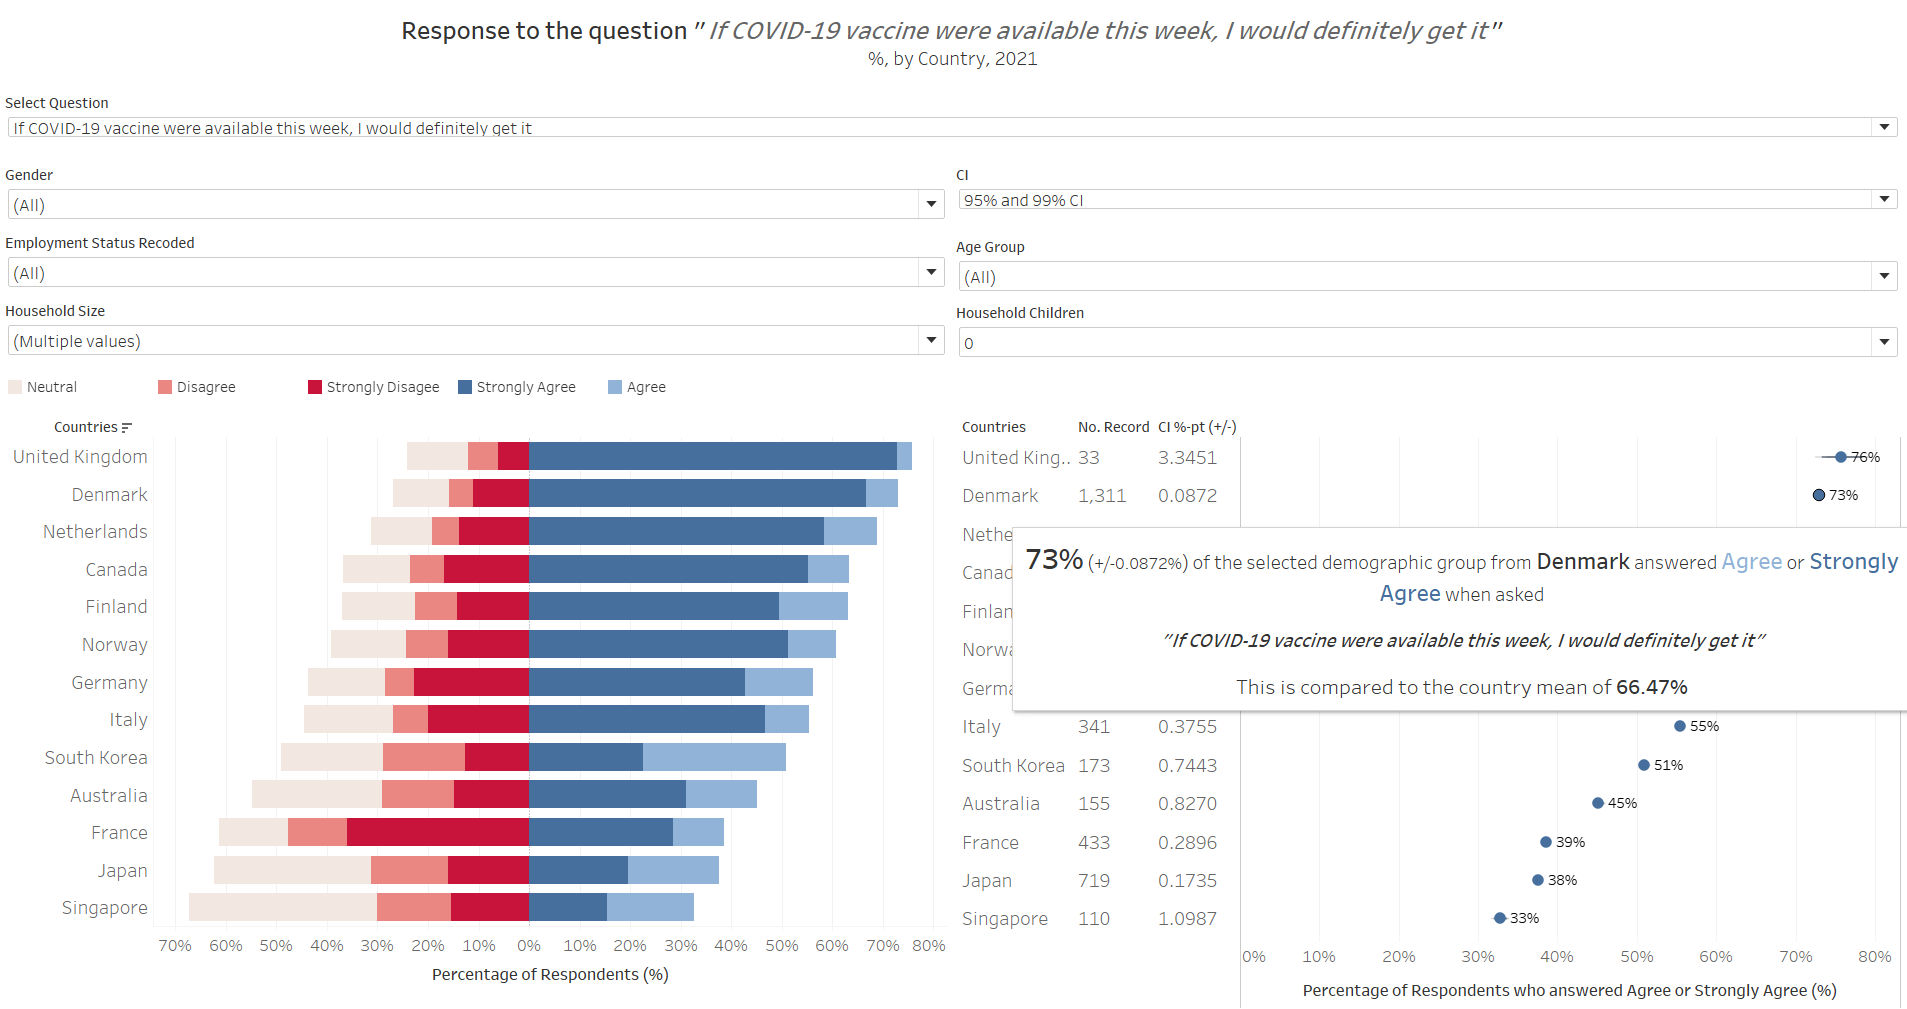 Response to the question " If COVID-19 vaccine were available this week, I would definitely get it"
%, by Country, 2021
Select Question
If COVID-19 vaccine were available this week, I would definitely get it
Gender
CI
(All)
95% and 99% CI
Employment Status Recoded
Age Group
(All)
(All)
Household Size
Household Children
(Multiple values)
0
Neutral Disagree Strongly Disagee Strongly Agree Agree
Countries
United Kingdom
Denmark
Netherlands
Canada
Finland
Norway
Germany
Italy
South Korea
Australia
France
Japan
Singapore
70% 60% 50% 40% 30% 20% 10% 0% 10% 20% 30% 40% 50% 60% 70% 80%
Percentage of Respondents (%)
Countries No. Record CI %-pt (+/-)
United King.. 33 3.3451 76%
Denmark 1,311 0.0872 73%
Nethe
Canad
Finlan
Norwa
Germa
73% (+/-0.0872%) of the selected demographic group from Denmark answered Agree or Strongly
Agree when asked
"If COVID-19 vaccine were available this week, I would definitely get it"
This is compared to the country mean of 66.47%
Italy 341 0.3755 55%
South Korea 173 0.7443 51%
Australia 155 0.8270 45%
France 433 0.2896 39%
Japan 719 0.1735 38%
Singapore 110 1.0987 33%
0% 10% 20% 30% 40% 50% 60% 70% 80%
Percentage of Respondents who answered Agree or Strongly Agree (%)